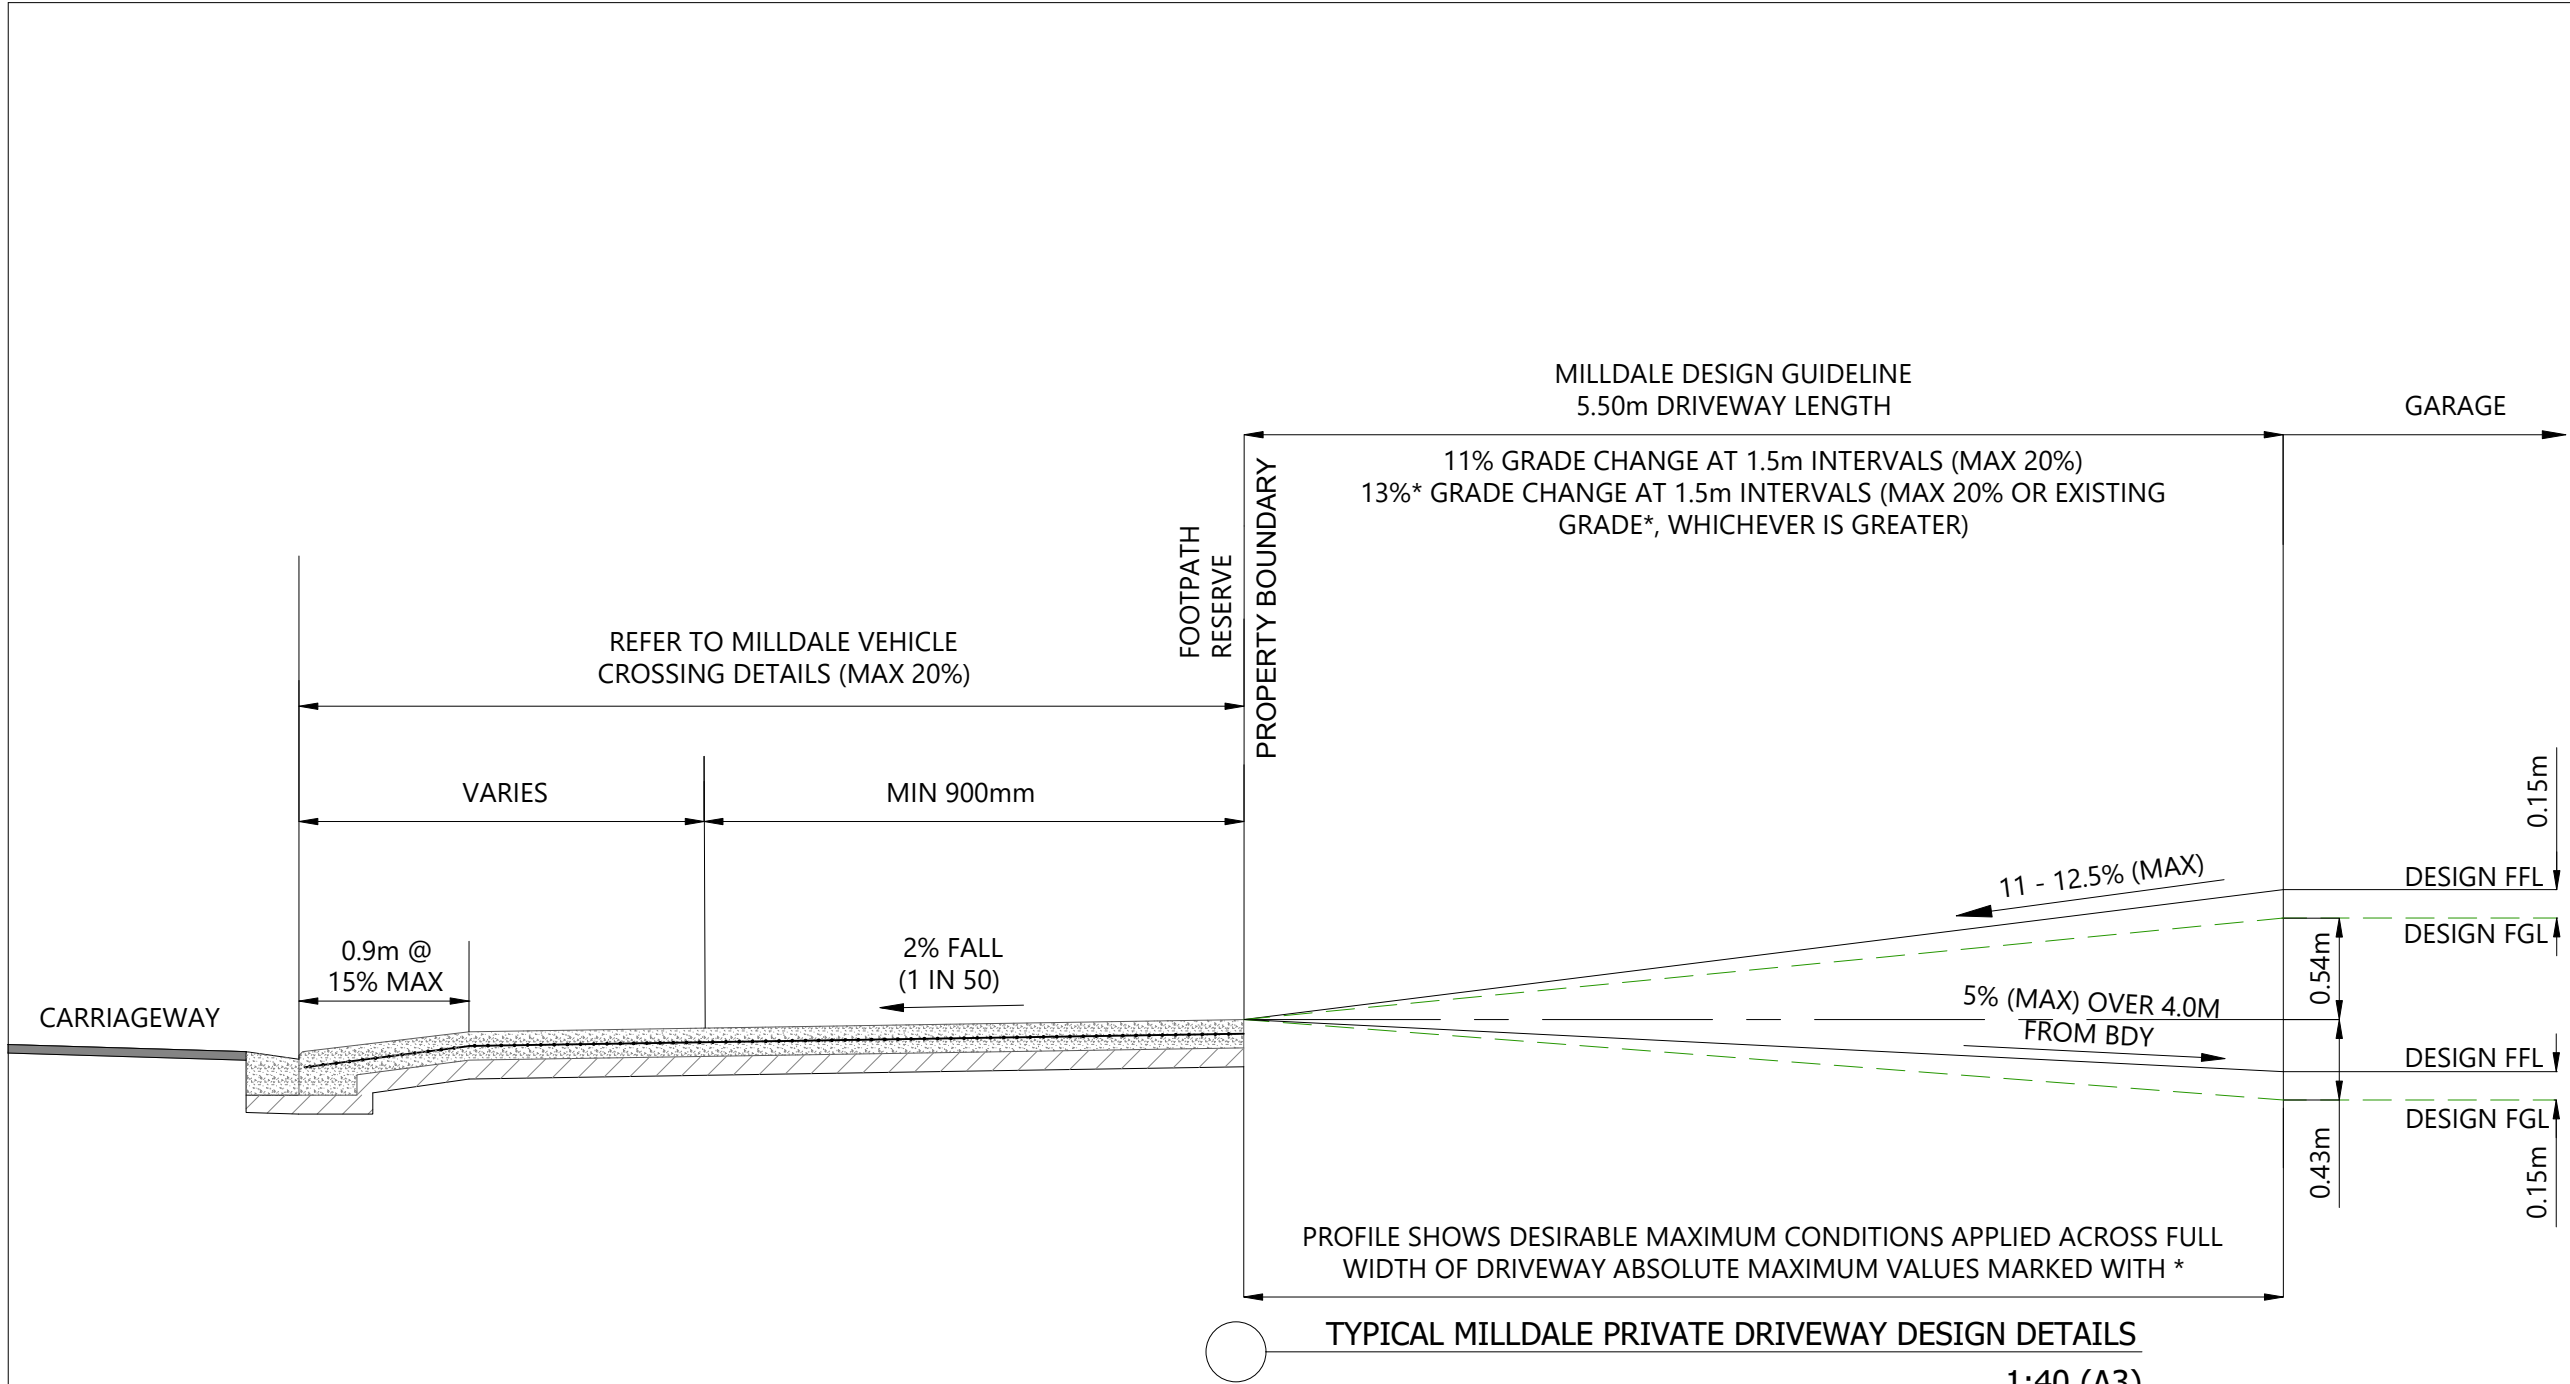 MILLDALE DESIGN GUIDELINE
5.50m DRIVEWAY LENGTH
GARAGE
11% GRADE CHANGE AT 1.5m INTERVALS (MAX 20%)
13%* GRADE CHANGE AT 1.5m INTERVALS (MAX 20% OR EXISTING
GRADE*, WHICHEVER IS GREATER)
FOOTPATH
RESERVE
PROPERTY BOUNDARY
REFER TO MILLDALE VEHICLE
CROSSING DETAILS (MAX 20%)
VARIES
MIN 900mm
0.15m
11 - 12.5% (MAX)
DESIGN FFL
DESIGN FGL
0.9m @
15% MAX
2% FALL
(1 IN 50)
0.54m
CARRIAGEWAY
5% (MAX) OVER 4.0M
FROM BDY
DESIGN FFL
DESIGN FGL
0.43m
0.15m
PROFILE SHOWS DESIRABLE MAXIMUM CONDITIONS APPLIED ACROSS FULL
WIDTH OF DRIVEWAY ABSOLUTE MAXIMUM VALUES MARKED WITH *
TYPICAL MILLDALE PRIVATE DRIVEWAY DESIGN DETAILS
1:40 (A3)